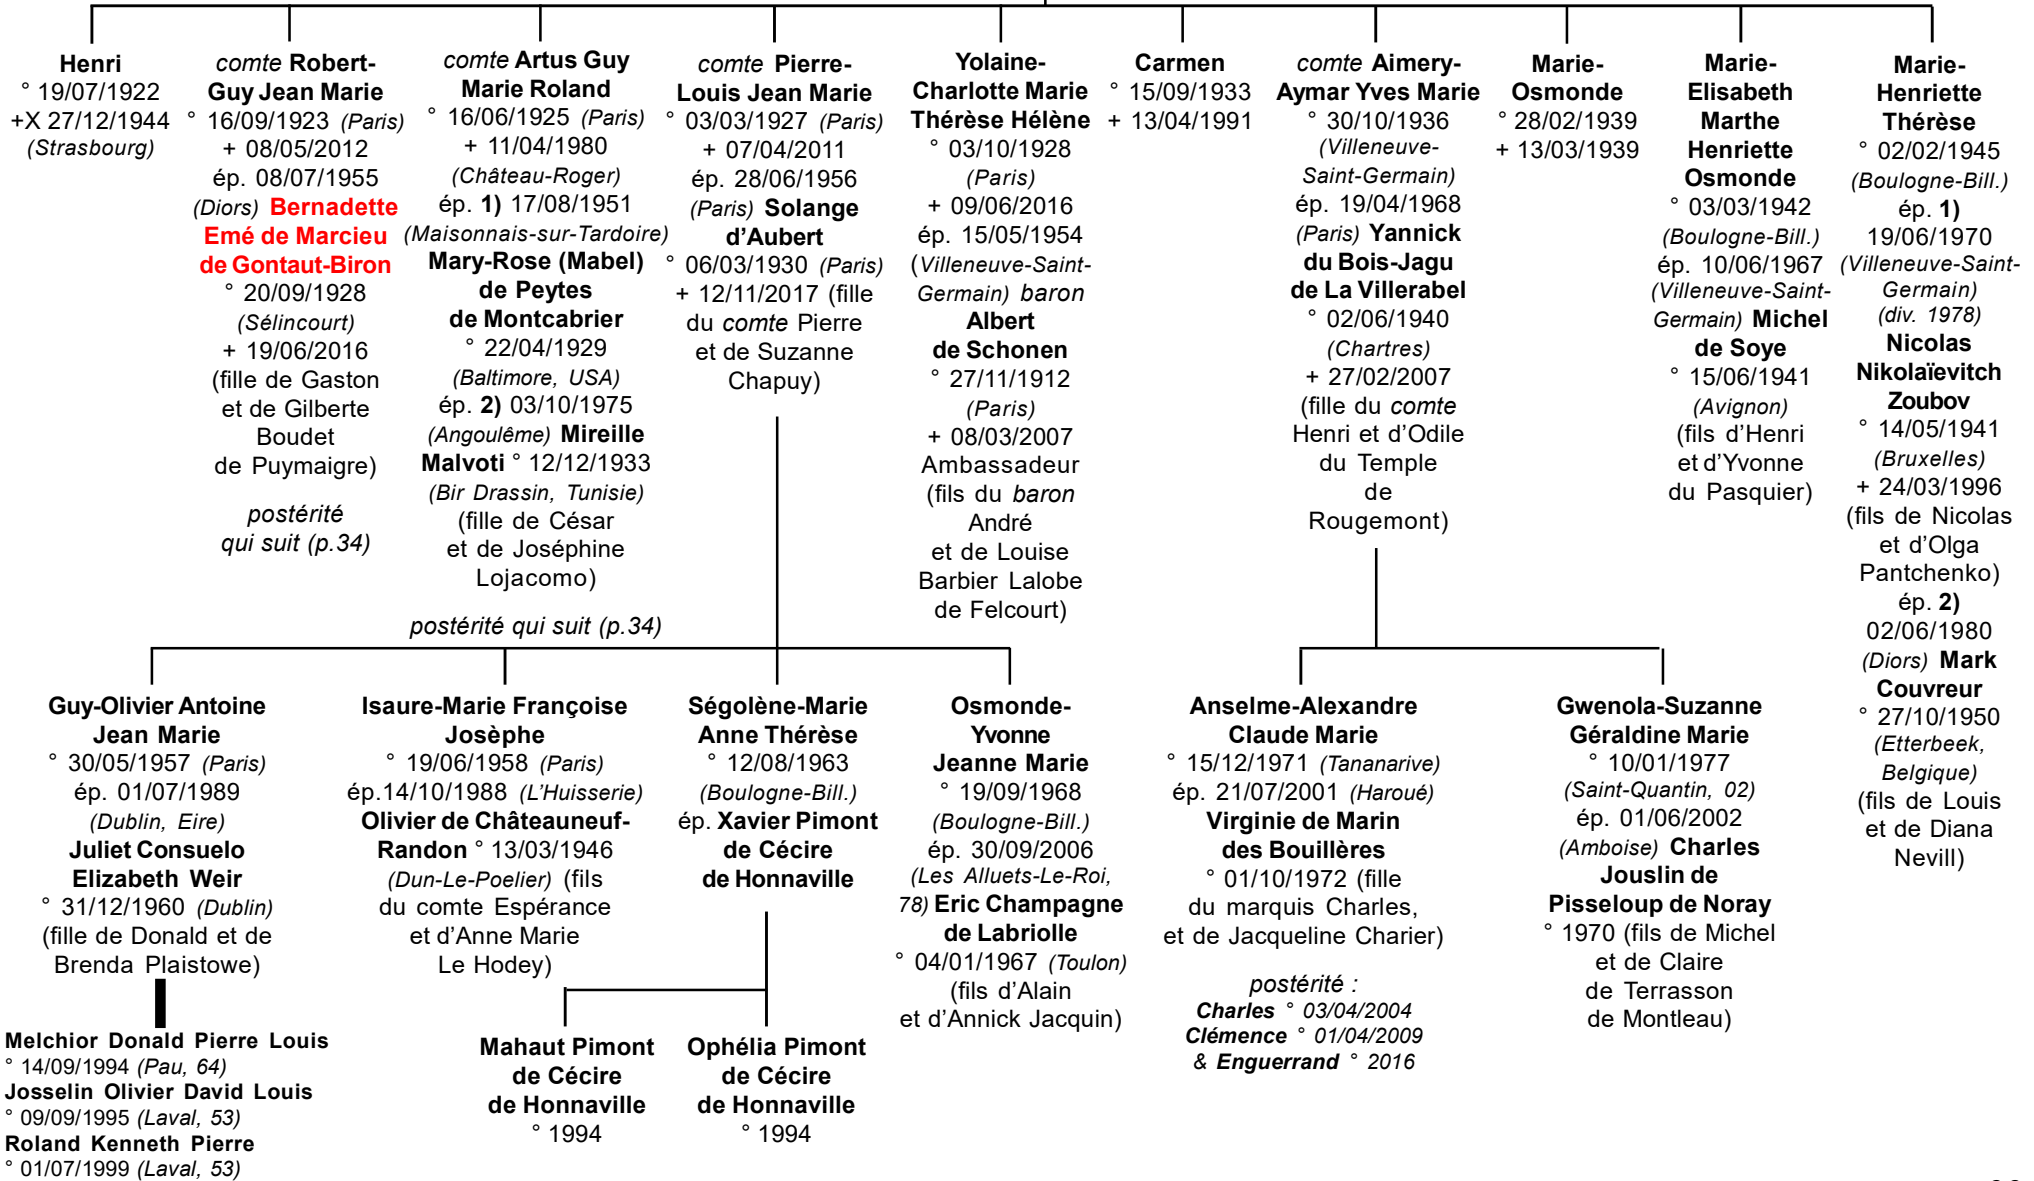 Henri
° 19/07/1922
+X 27/12/1944
(Strasbourg)
comte Robert-
Guy Jean Marie
° 16/09/1923 (Paris)
+ 08/05/2012
ép. 08/07/1955
(Diors) Bernadette
Emé de Marcieu
de Gontaut-Biron
° 20/09/1928
(Sélincourt)
+ 19/06/2016
(fille de Gaston
et de Gilberte
Boudet
de Puymaigre)
postérité
qui suit (p.34)
comte Artus Guy
Marie Roland
° 16/06/1925 (Paris)
+ 11/04/1980
(Château-Roger)
ép. 1) 17/08/1951
(Maisonnais-sur-Tardoire)
Mary-Rose (Mabel)
de Peytes
de Montcabrier
° 22/04/1929
(Baltimore, USA)
ép. 2) 03/10/1975
(Angoulême) Mireille
Malvoti ° 12/12/1933
(Bir Drassin, Tunisie)
(fille de César
et de Joséphine
Lojacomo)
postérité qui suit (p.34)
comte Pierre-
Louis Jean Marie
° 03/03/1927 (Paris)
+ 07/04/2011
ép. 28/06/1956
(Paris) Solange
d'Aubert
° 06/03/1930 (Paris)
+ 12/11/2017 (fille
du comte Pierre
et de Suzanne
Chapuy)
Yolaine-
Charlotte Marie
Thérèse Hélène
° 03/10/1928
(Paris)
+ 09/06/2016
ép. 15/05/1954
(Villeneuve-Saint-
Germain) baron
Albert
de Schonen
° 27/11/1912
(Paris)
+ 08/03/2007
Ambassadeur
(fils du baron
André
et de Louise
Barbier Lalobe
de Felcourt)
Carmen
° 15/09/1933
+ 13/04/1991
comte Aimery-
Aymar Yves Marie
° 30/10/1936
(Villeneuve-
Saint-Germain)
ép. 19/04/1968
(Paris) Yannick
du Bois-Jagu
de La Villerabel
° 02/06/1940
(Chartres)
+ 27/02/2007
(fille du comte
Henri et d'Odile
du Temple
de
Rougemont)
Marie-
Osmonde
° 28/02/1939
+ 13/03/1939
Marie-
Elisabeth
Marthe
Henriette
Osmonde
° 03/03/1942
(Boulogne-Bill.)
ép. 10/06/1967
(Villeneuve-Saint-
Germain) Michel
de Soye
° 15/06/1941
(Avignon)
(fils d'Henri
et d'Yvonne
du Pasquier)
Marie-
Henriette
Thérèse
° 02/02/1945
(Boulogne-Bill.)
ép. 1)
19/06/1970
(Villeneuve-Saint-
Germain)
(div. 1978)
Nicolas
Nikolaïevitch
Zoubov
° 14/05/1941
(Bruxelles)
+ 24/03/1996
(fils de Nicolas
et d'Olga
Pantchenko)
ép. 2)
02/06/1980
(Diors) Mark
Couvreur
° 27/10/1950
(Etterbeek,
Belgique)
(fils de Louis
et de Diana
Nevill)
Guy-Olivier Antoine
Jean Marie
° 30/05/1957 (Paris)
ép. 01/07/1989
(Dublin, Eire)
Juliet Consuelo
Elizabeth Weir
° 31/12/1960 (Dublin)
(fille de Donald et de
Brenda Plaistowe)
Melchior Donald Pierre Louis
° 14/09/1994 (Pau, 64)
Josselin Olivier David Louis
° 09/09/1995 (Laval, 53)
Roland Kenneth Pierre
° 01/07/1999 (Laval, 53)
Isaure-Marie Françoise
Josèphe
° 19/06/1958 (Paris)
ép.14/10/1988 (L'Huisserie)
Olivier de Châteauneuf-
Randon ° 13/03/1946
(Dun-Le-Poelier) (fils
du comte Espérance
et d'Anne Marie
Le Hodey)
Ségolène-Marie
Anne Thérèse
° 12/08/1963
(Boulogne-Bill.)
ép. Xavier Pimont
de Cécire
de Honnaville
Mahaut Pimont
de Cécire
de Honnaville
° 1994
Ophélia Pimont
de Cécire
de Honnaville
° 1994
Osmonde-
Yvonne
Jeanne Marie
° 19/09/1968
(Boulogne-Bill.)
ép. 30/09/2006
(Les Alluets-Le-Roi,
78) Eric Champagne
de Labriolle
° 04/01/1967 (Toulon)
(fils d'Alain
et d'Annick Jacquin)
Anselme-Alexandre
Claude Marie
° 15/12/1971 (Tananarive)
ép. 21/07/2001 (Haroué)
Virginie de Marin
des Bouillères
° 01/10/1972 (fille
du marquis Charles,
et de Jacqueline Charier)
postérité :
Charles ° 03/04/2004
Clémence ° 01/04/2009
& Enguerrand ° 2016
Gwenola-Suzanne
Géraldine Marie
° 10/01/1977
(Saint-Quantin, 02)
ép. 01/06/2002
(Amboise) Charles
Jouslin de
Pisseloup de Noray
° 1970 (fils de Michel
et de Claire
de Terrasson
de Montleau)